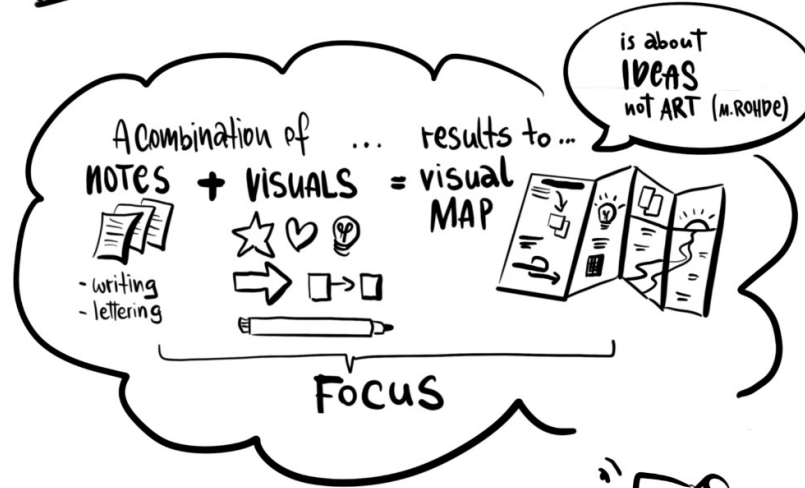 is about
IDEAS
not ART (M.ROHDE)
A Combination of ... results to ...
NOTES + VISUALS = visual MAP
- writing
- lettering
FOCUS